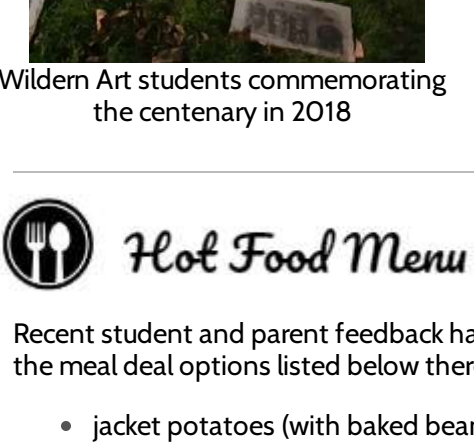 Wildern Art students commemorating
the centenary in 2018
Hot Food Menu
Recent student and parent feedback ha
the meal deal options listed below ther
jacket potatoes (with baked bea